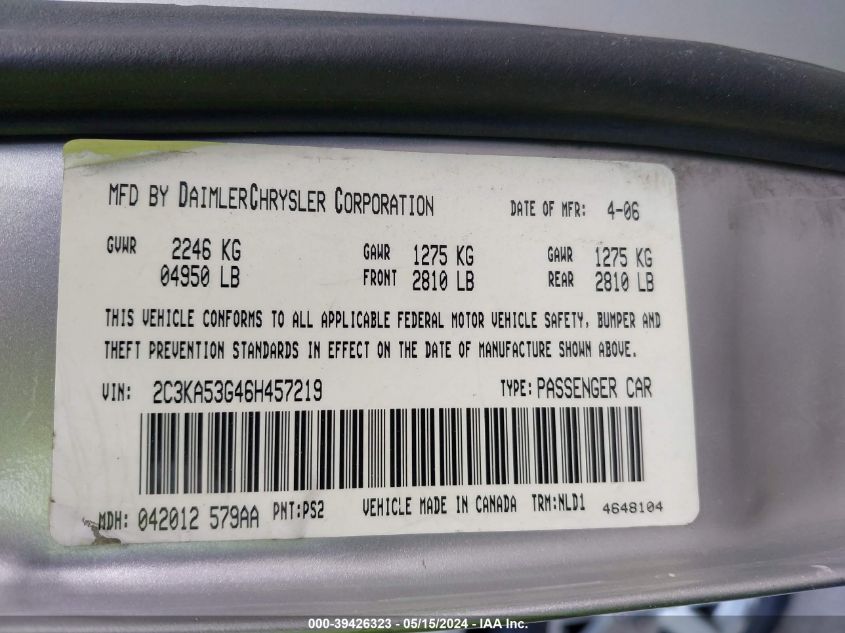 MFD BY DAIMLERCHRYSLER CORPORATION DATE OF MFR: 4-06
GVWR 2246 KG GAWR 1275 KG GAWR 1275 KG
04950 LB FRONT 2810 LB REAR 2810 LB
THIS VEHICLE CONFORMS TO ALL APPLICABLE FEDERAL MOTOR VEHICLE SAFETY, BUMPER AND
THEFT PREVENTION STANDARDS IN EFFECT ON THE DATE OF MANUFACTURE SHOWN ABOVE.
VIN: 2C3KA53G46H457219 TYPE: PASSENGER CAR
MDH: 042012 579AA PNT:PS2 VEHICLE MADE IN CANADA TRM:NLD1 4648104
000-39426323 - 05/15/2024 - IAA Inc.